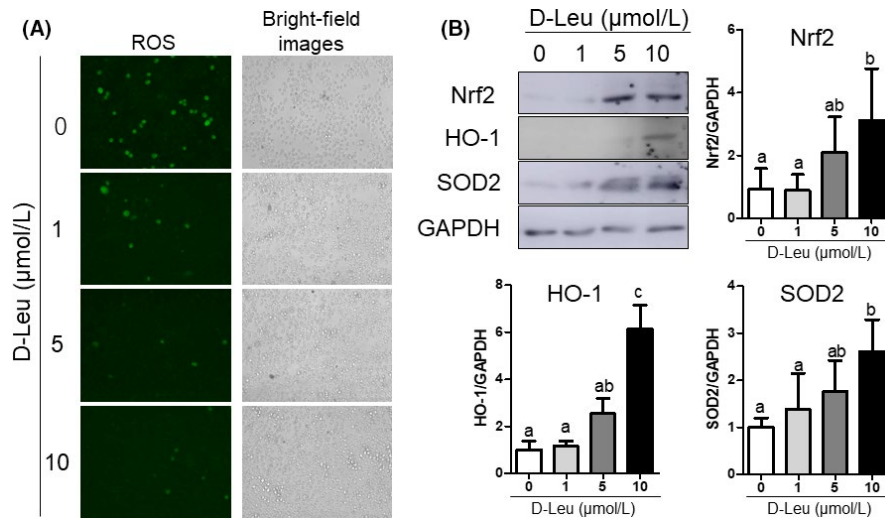 (A)
ROS
Bright-field
images
D-Leu (μmol/L)
0
1
5
10
(B)
D-Leu (μmol/L)
0 1 5 10
Nrf2
HO-1
SOD2
GAPDH
Nrf2
Nrf2/GAPDH
6
4
2
0
a a ab b
0 1 5 10
D-Leu (μmol/L)
HO-1
HO-1/GAPDH
8
6
4
2
0
a a ab c
0 1 5 10
D-Leu (μmol/L)
SOD2
SOD2/GAPDH
4
3
2
1
0
a a ab b
0 1 5 10
D-Leu (μmol/L)